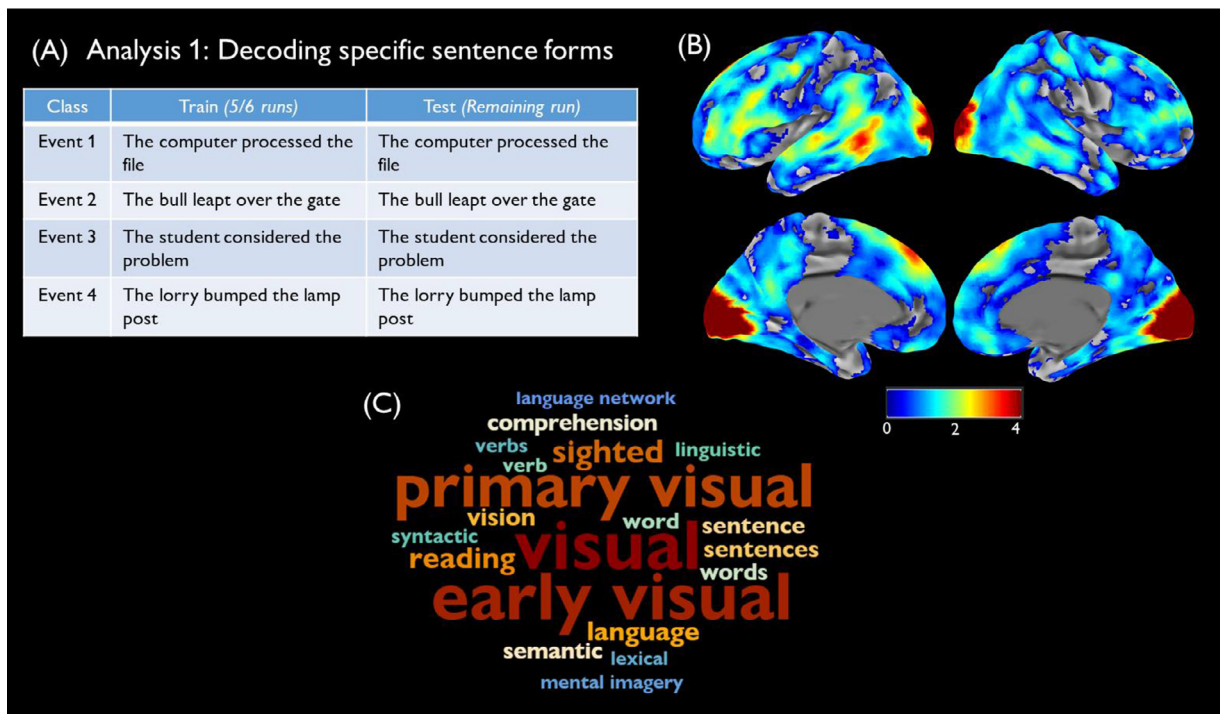 (A) Analysis 1: Decoding specific sentence forms
Class Train (5/6 runs) Test (Remaining run)
Event 1 The computer processed the file The computer processed the file
Event 2 The bull leapt over the gate The bull leapt over the gate
Event 3 The student considered the problem The student considered the problem
Event 4 The lorry bumped the lamp post The lorry bumped the lamp post
(B)
0 2 4
(C)
language network
comprehension
verbs sighted linguistic
verb
primary visual
vision word sentence
syntactic visual sentences
reading words
early visual
language
semantic lexical
mental imagery